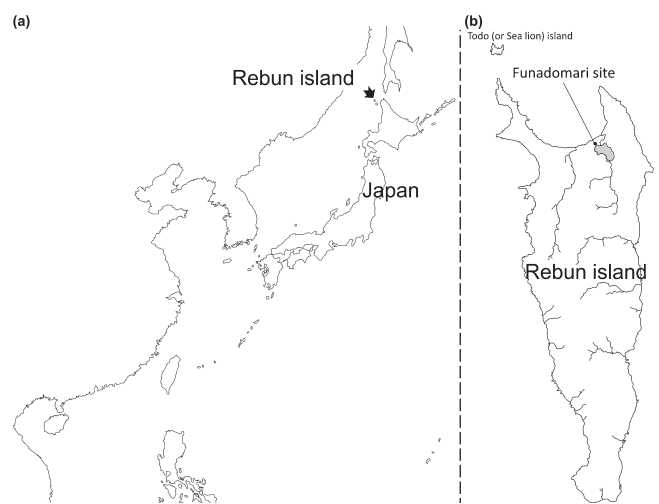 (a)
Rebun island
Japan
(b)
Todo (or Sea lion) island
Funadomari site
Rebun island